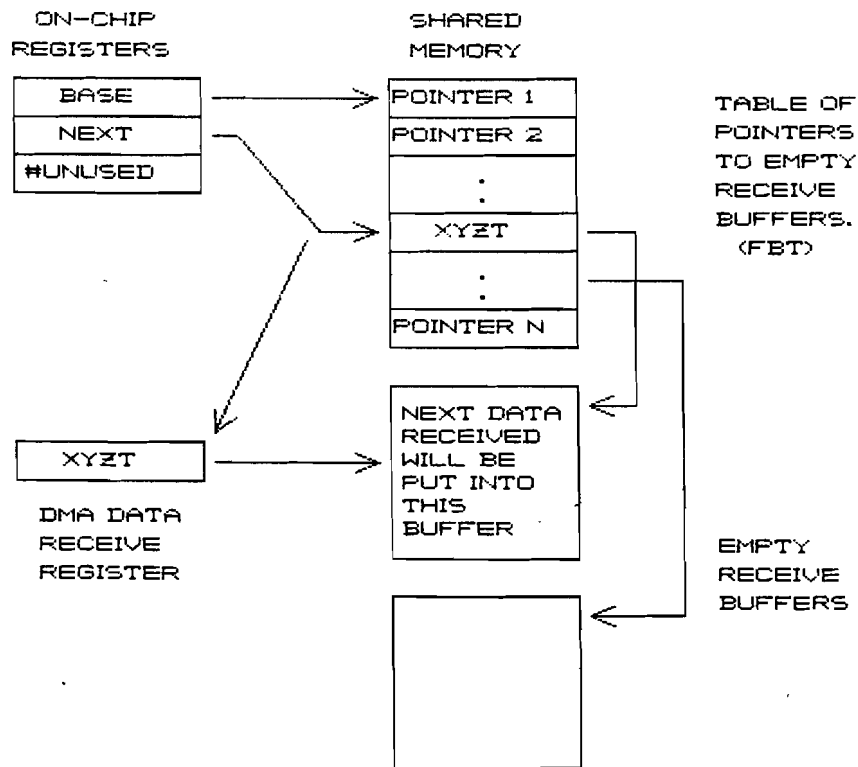 ON-CHIP
REGISTERS
BASE
NEXT
#UNUSED
SHARED
MEMORY
POINTER 1
POINTER 2
XYZT
POINTER N
TABLE OF
POINTERS
TO EMPTY
RECEIVE
BUFFERS.
(FBT)
XYZT
DMA DATA
RECEIVE
REGISTER
NEXT DATA
RECEIVED
WILL BE
PUT INTO
THIS
BUFFER
EMPTY
RECEIVE
BUFFERS